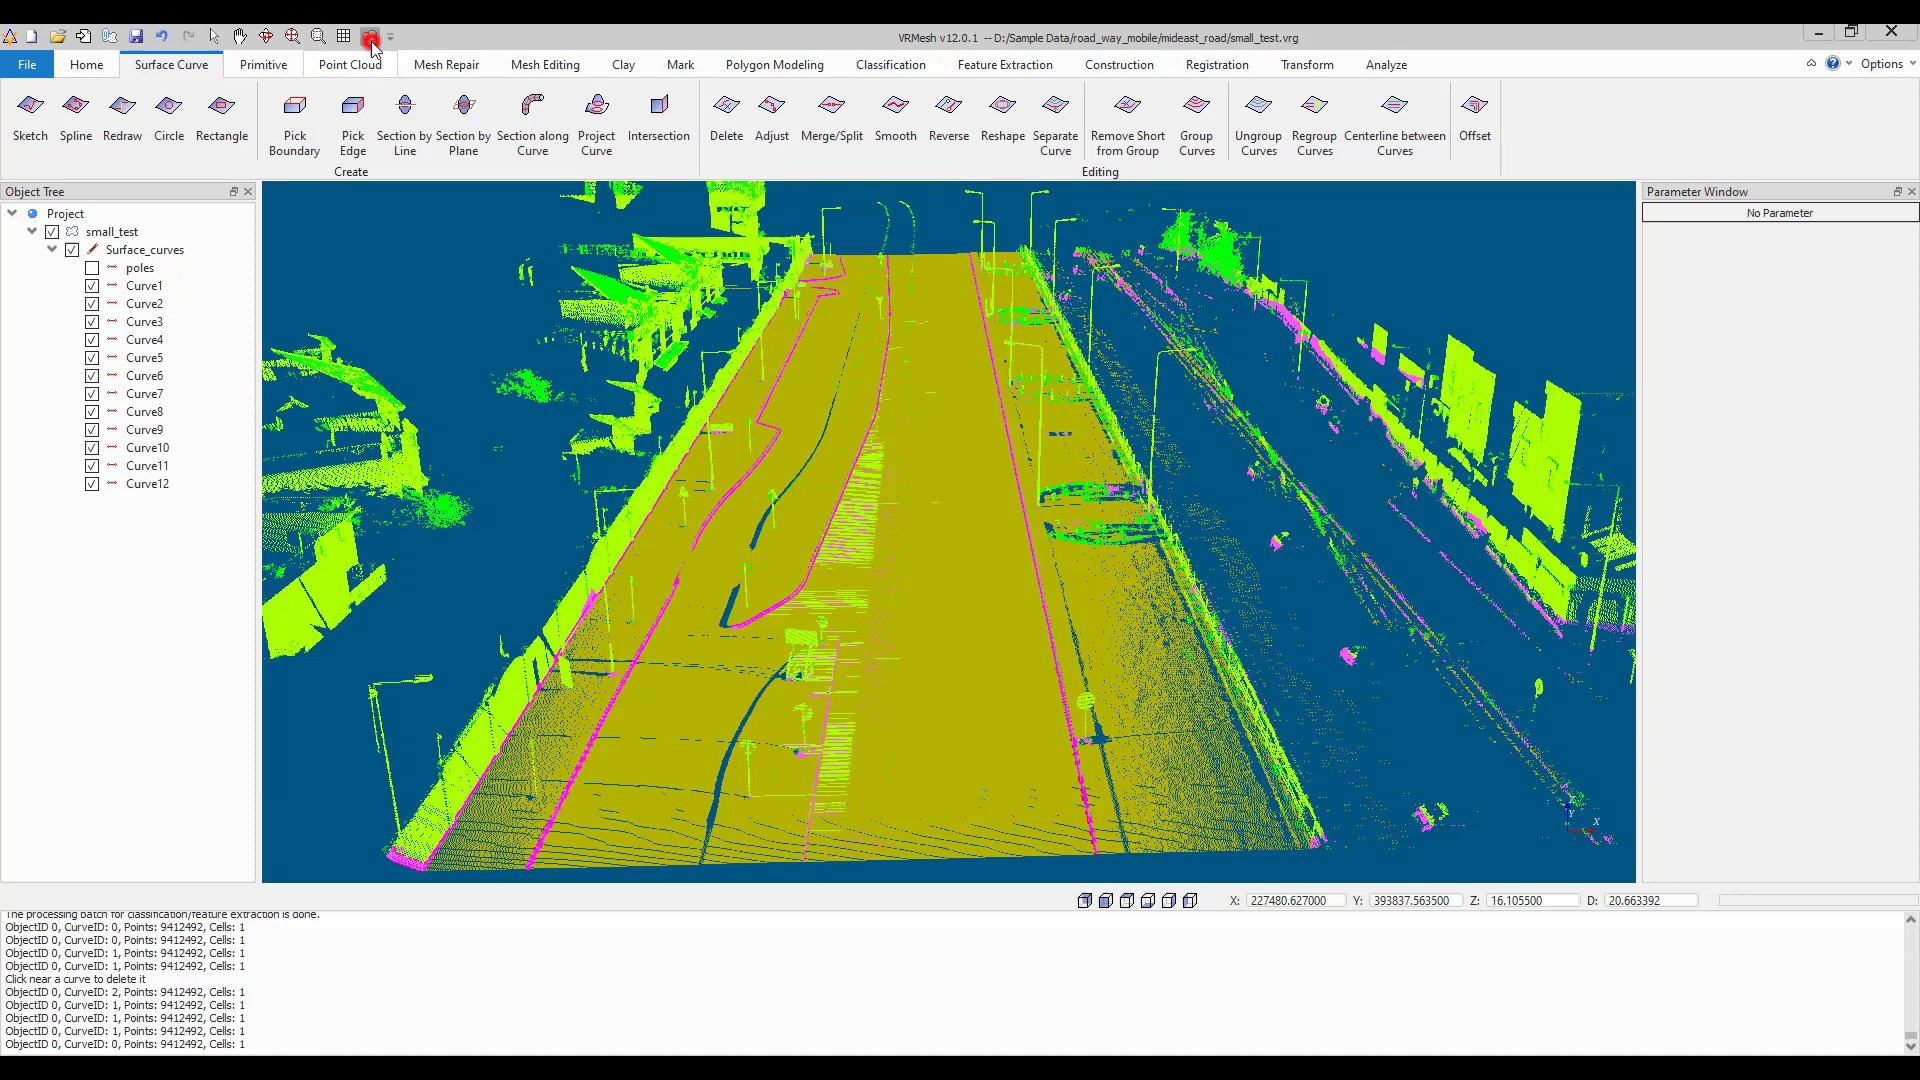 VRMesh v12.0.1 -- D:/Sample Data/road_way_mobile/mideast_road/small_test.vrg
File Home Surface Curve Primitive Point Cloud Mesh Repair Mesh Editing Clay Mark Polygon Modeling Classification Feature Extraction Construction Registration Transform Analyze Options
Sketch Spline Redraw Circle Rectangle Pick Boundary Pick Edge Section by Line Section by Plane Section along Curve Project Curve Intersection Delete Adjust Merge/Split Smooth Reverse Reshape Separate Curve Remove Short from Group Group Curves Ungroup Curves Regroup Curves Centerline between Curves Offset
Create Editing
Object Tree
Parameter Window
No Parameter
Project
small_test
Surface_curves
poles
Curve1
Curve2
Curve3
Curve4
Curve5
Curve6
Curve7
Curve8
Curve9
Curve10
Curve11
Curve12
Z
Y
X
X: 227480.627000 Y: 393837.563500 Z: 16.105500 D: 20.663392
The processing batch for classification/feature extraction is done.
ObjectID 0, CurveID: 0, Points: 9412492, Cells: 1
ObjectID 0, CurveID: 0, Points: 9412492, Cells: 1
ObjectID 0, CurveID: 1, Points: 9412492, Cells: 1
ObjectID 0, CurveID: 1, Points: 9412492, Cells: 1
Click near a curve to delete it
ObjectID 0, CurveID: 2, Points: 9412492, Cells: 1
ObjectID 0, CurveID: 1, Points: 9412492, Cells: 1
ObjectID 0, CurveID: 1, Points: 9412492, Cells: 1
ObjectID 0, CurveID: 1, Points: 9412492, Cells: 1
ObjectID 0, CurveID: 0, Points: 9412492, Cells: 1